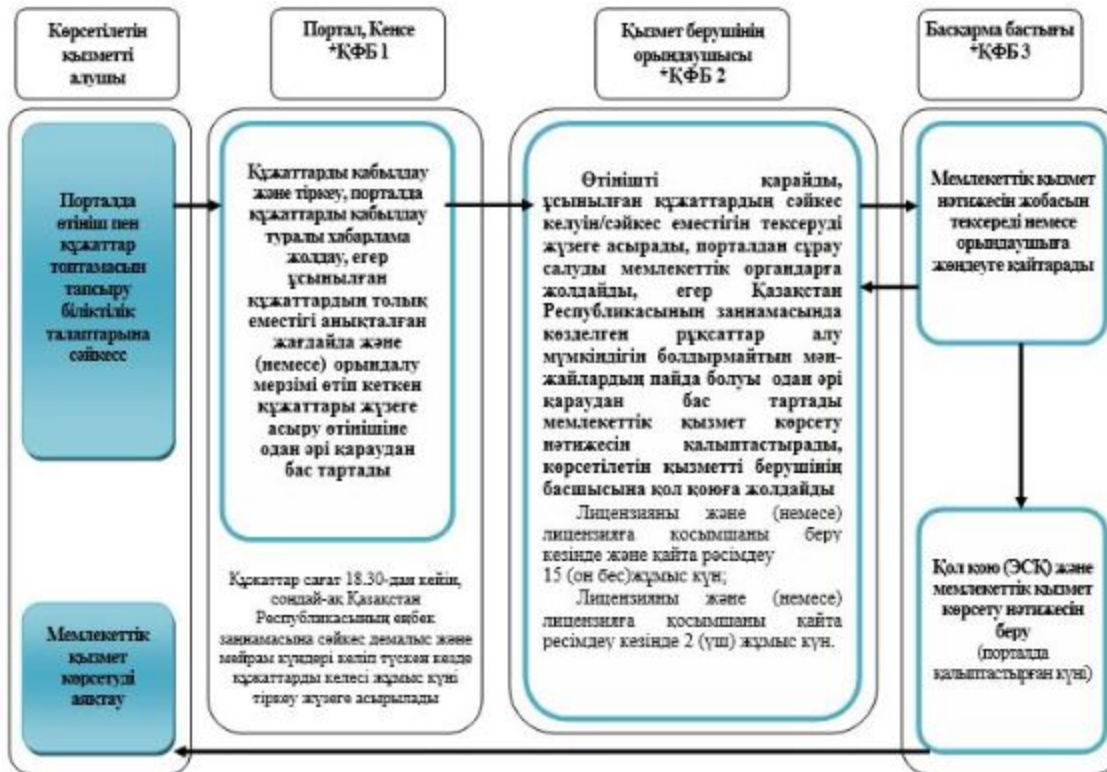 Көрсетілетін
қызметті
алушы
Портал, Кеңсе
*ҚФБ 1
Қызмет берушінің
орындаушысы
*ҚФБ 2
Басқарма бастығы
*ҚФБ 3
Порталда
өтініш пен
құжаттар
топтамасын
тапсыру
біліктілік
талаптарына
сәйкесс
Мемлекеттік
қызмет
көрсетуді
аяқтау
Құжаттарды қабылдау
және тіркеу, порталда
құжаттарды қабылдау
туралы хабарлама
жолдау, егер
ұсынылған
құжаттардың толық
еместігі анықталған
жағдайда және
(немесе) орындалу
мерзімі өтіп кеткен
құжаттары жүзеге
асыру өтінішіне
одан әрі қараудан
бас тартады
Құжаттар сағат 18.30-дан кейін,
сондай-ақ Қазақстан
Республикасының еңбек
заңнамасына сәйкес демалыс және
мейрам күндері келіп түскен кезде
құжаттарды келесі жұмыс күні
тіркеу жүзеге асырылады
Өтінішті қарайды,
ұсынылған құжаттардың сәйкес
келуін/сәйкес еместігін тексеруді
жүзеге асырады, порталдан сұрау
салуды мемлекеттік органдарға
жолдайды, егер Қазақстан
Республикасының заңнамасында
көзделген рұқсаттар алу
мүмкіндігін болдырмайтын мән-
жайлардың пайда болуы одан әрі
қараудан бас тартады
мемлекеттік қызмет көрсету
нәтижесін қалыптастырады,
көрсетілетін қызметті берушінің
басшысына қол қоюға жолдайды
Лицензияны және (немесе)
лицензияға қосымшаны беру
кезінде және қайта рәсімдеу
15 (он бес)жұмыс күн;
Лицензияны және (немесе)
лицензияға қосымшаны қайта
ресімдеу кезінде 2 (үш) жұмыс күн.
Мемлекеттік қызмет
нәтижесін жобасын
тексереді немесе
орындаушыға
жөндеуге қайтарады
Қол қою (ЭСҚ) және
мемлекеттік қызмет
көрсету нәтижесін
беру
(порталда
қалыптастырған күні)